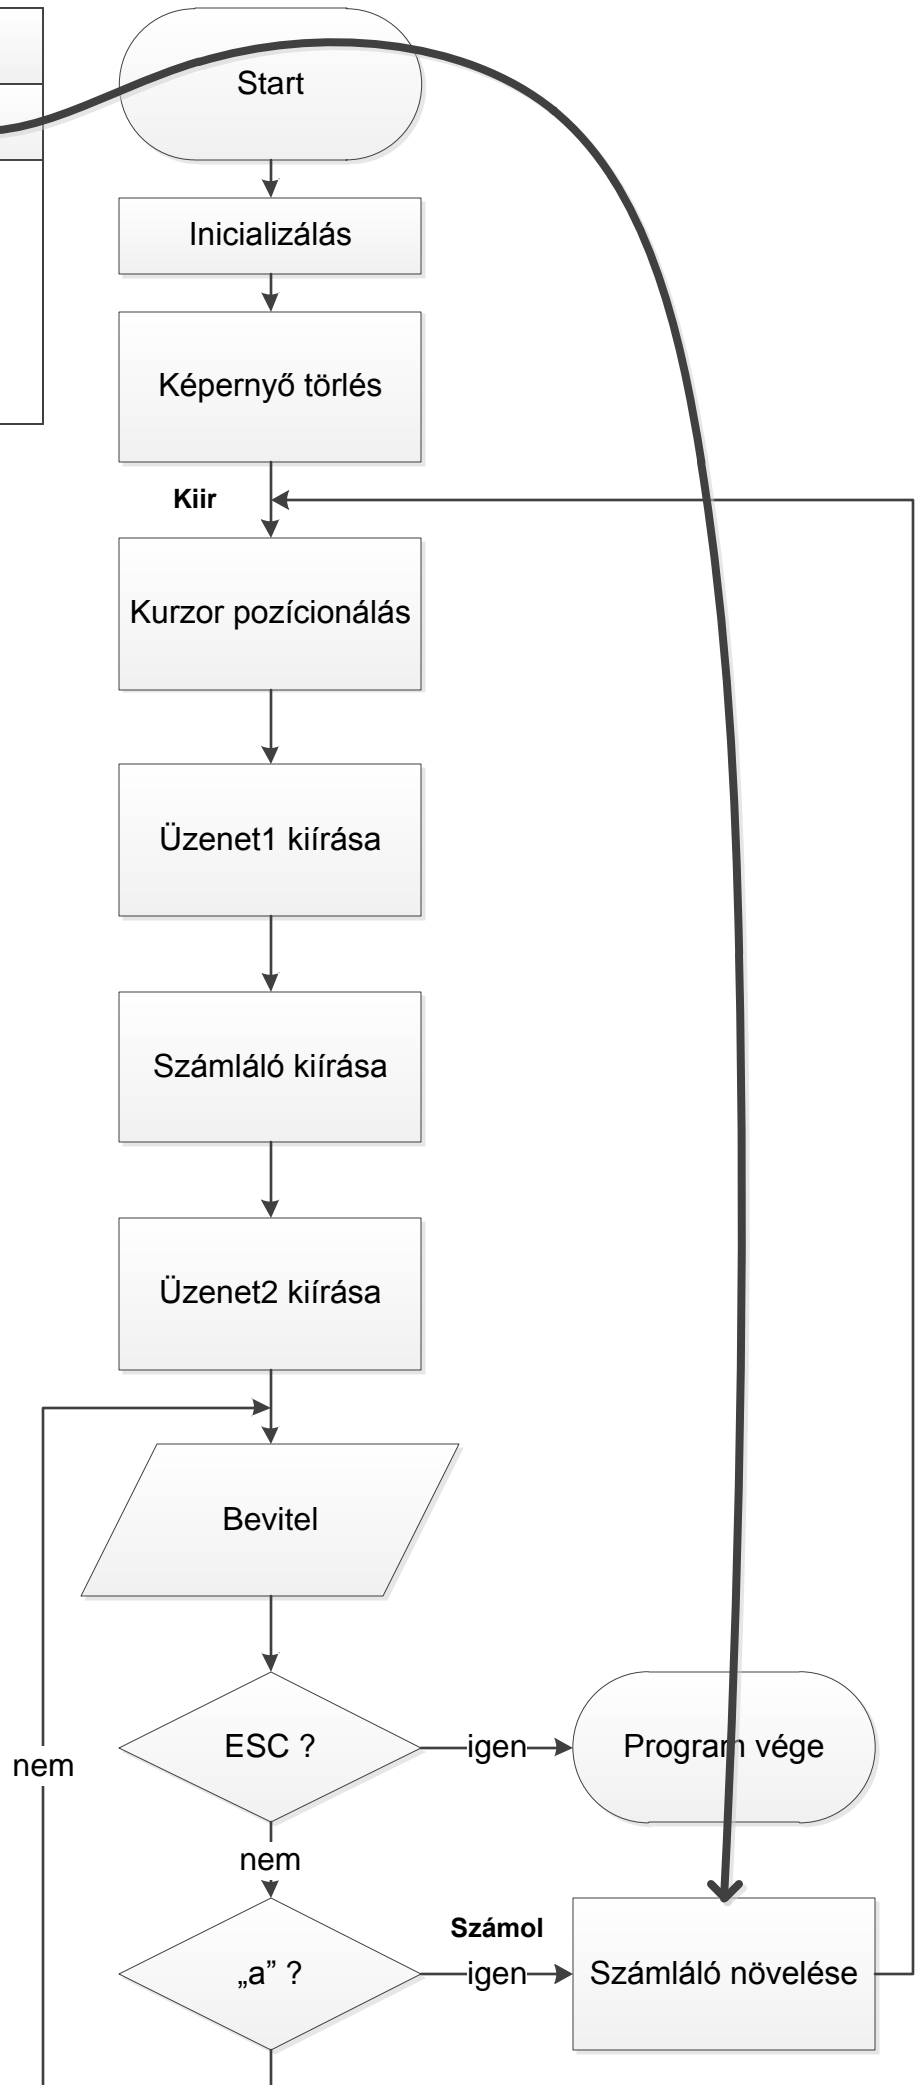 Start
Inicializálás
Képernyő törlés
Kiir
Kurzor pozícionálás
Üzenet1 kiírása
Számláló kiírása
Üzenet2 kiírása
Bevitel
ESC ?
igen
Program vége
nem
nem
„a” ?
Számol
igen
Számláló növelése